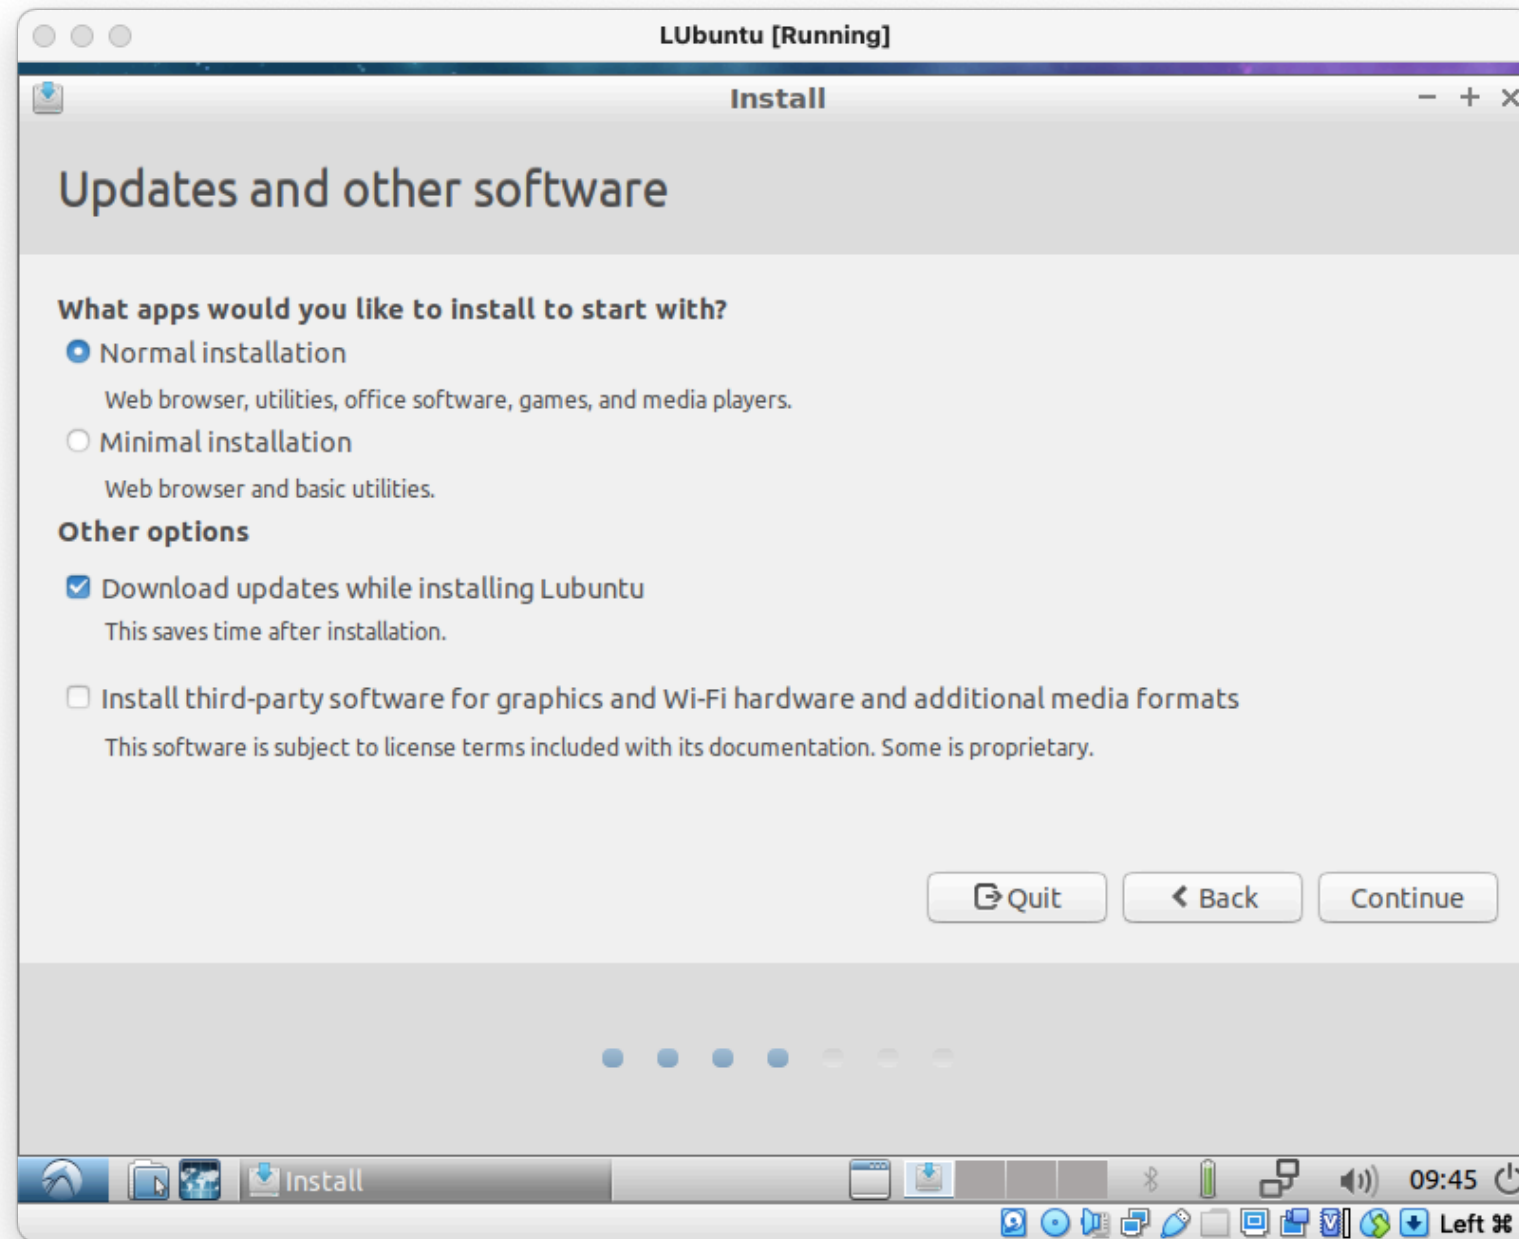 LUbuntu [Running]
Install
Updates and other software
What apps would you like to install to start with?
Normal installation
Web browser, utilities, office software, games, and media players.
Minimal installation
Web browser and basic utilities.
Other options
Download updates while installing Lubuntu
This saves time after installation.
Install third-party software for graphics and Wi-Fi hardware and additional media formats
This software is subject to license terms included with its documentation. Some is proprietary.
Quit Back Continue
Install 09:45
Left ⌘